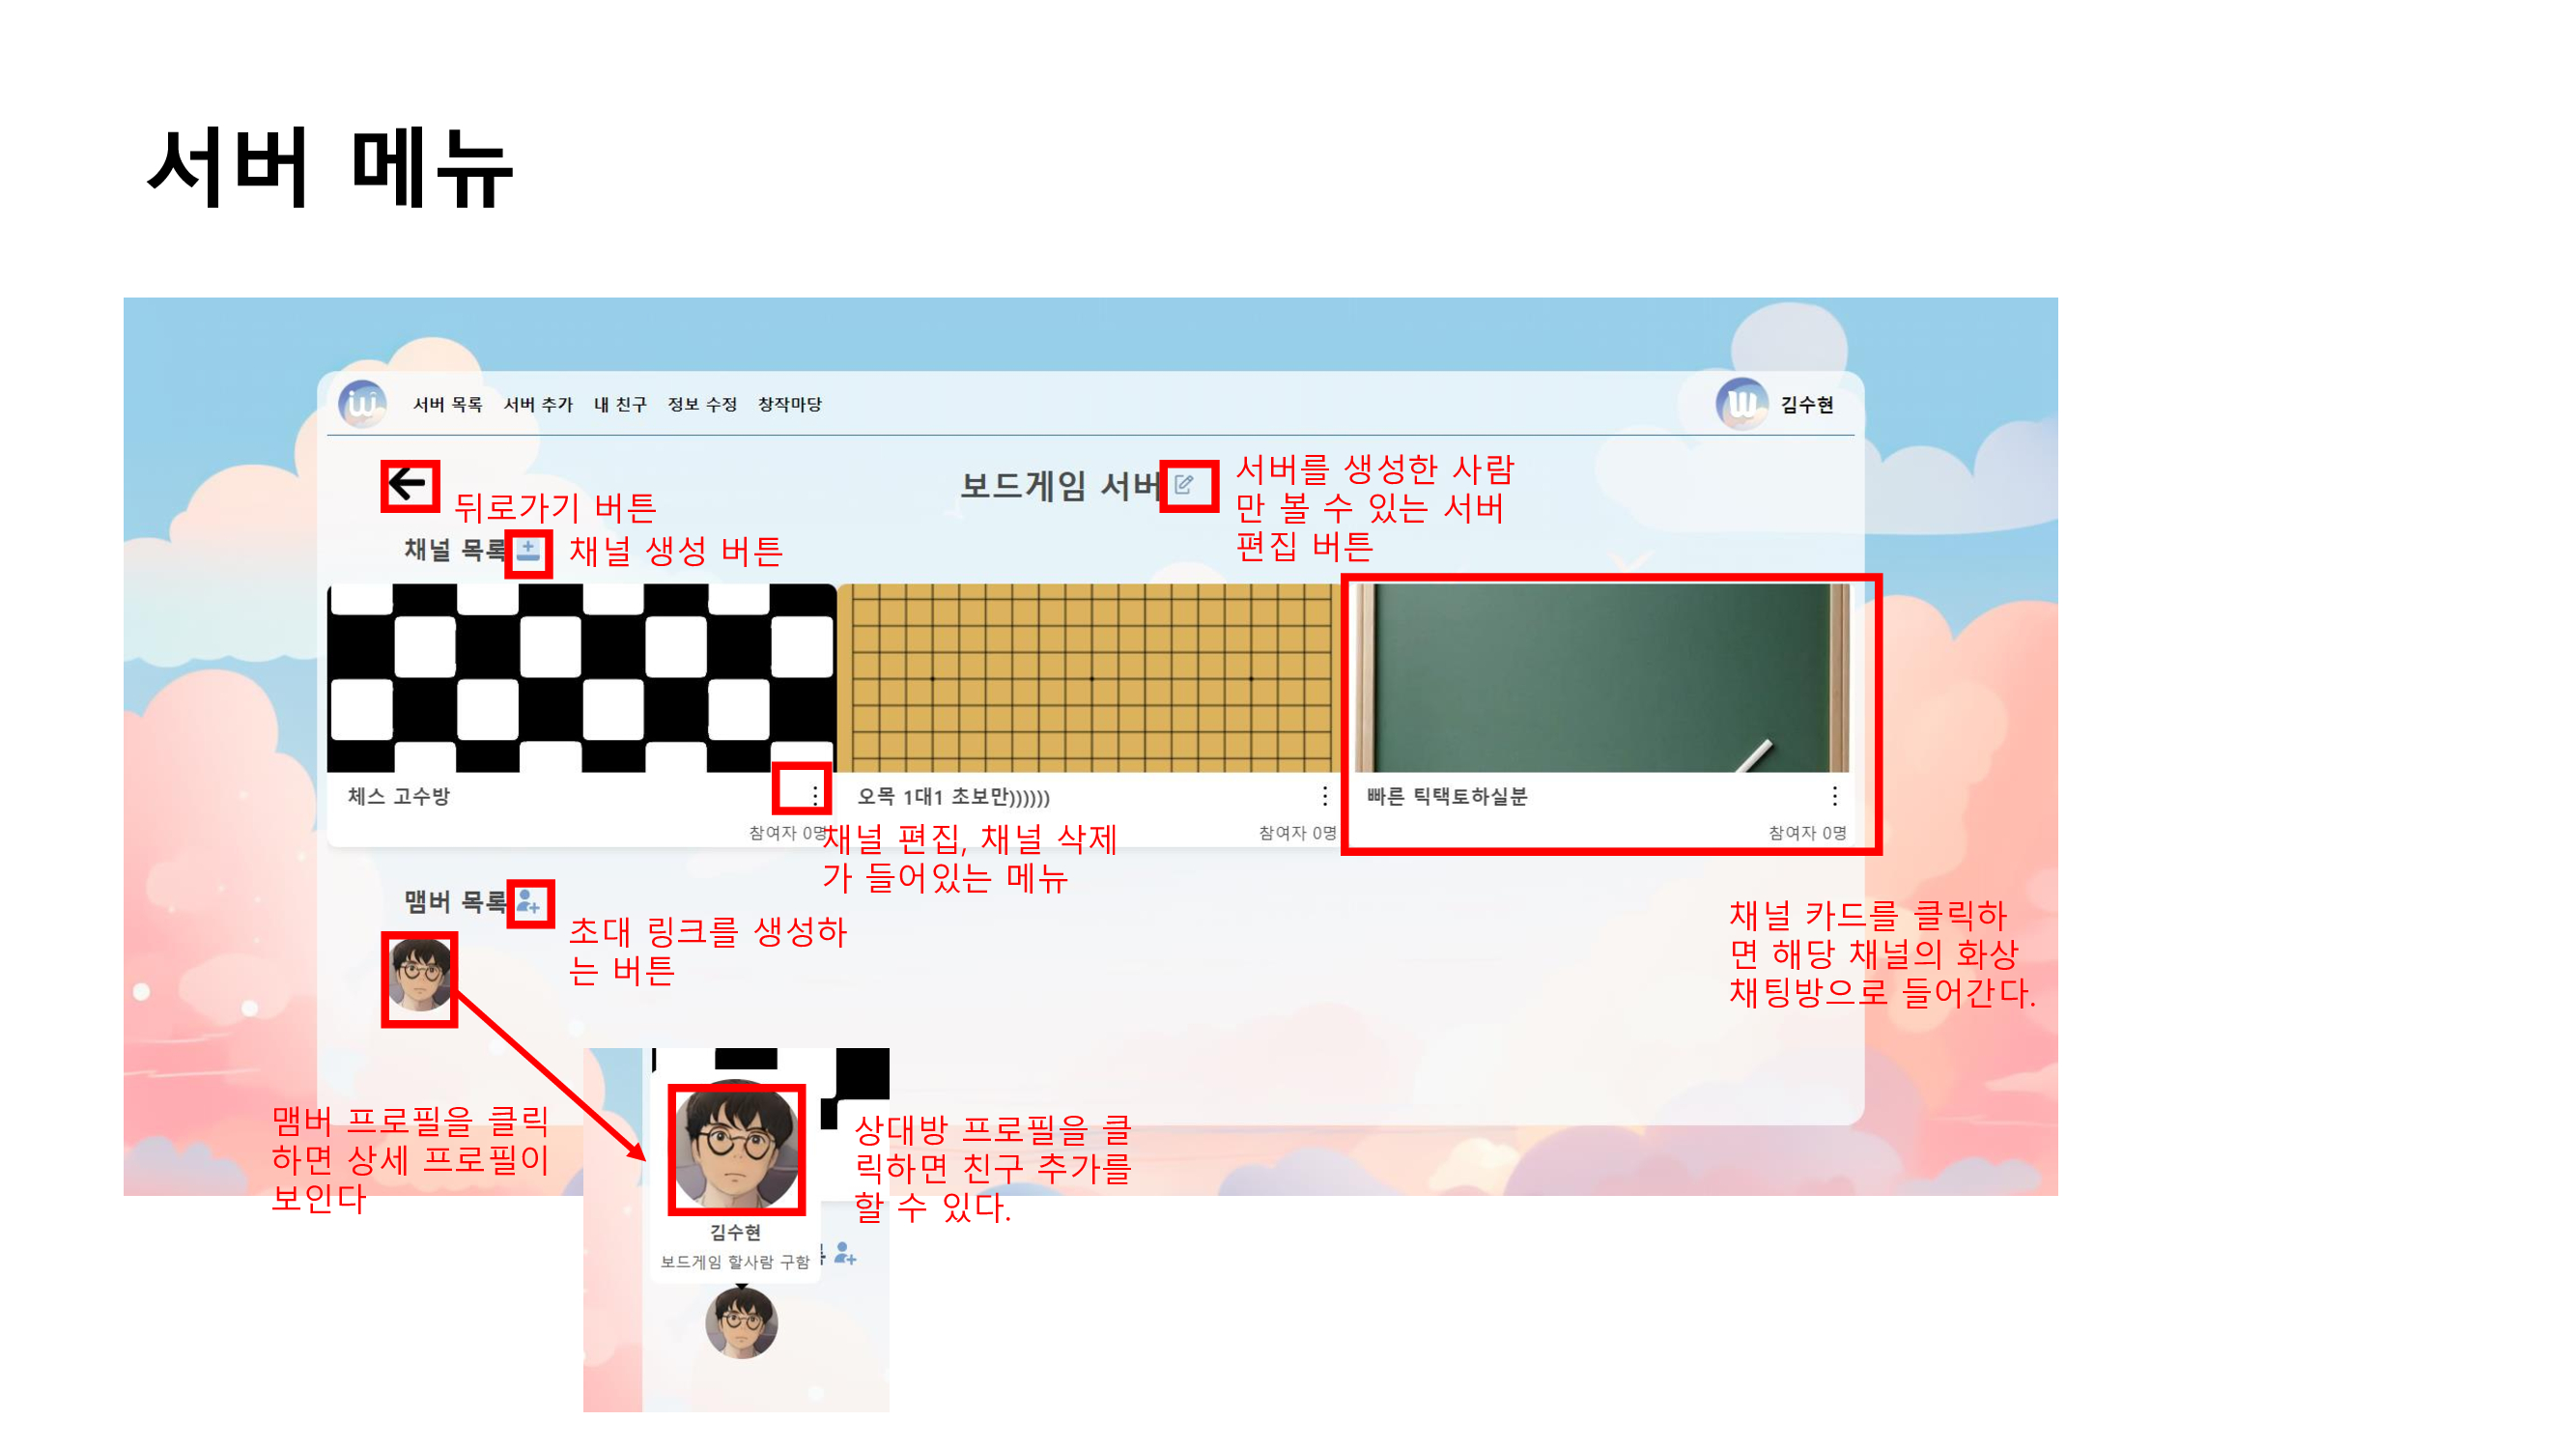 서버 메뉴
서버 목록 서버 추가 내 친구 정보 수정 창작마당
김수현
보드게임 서버
서버를 생성한 사람
만 볼 수 있는 서버
편집 버튼
뒤로가기 버튼
채널 목록
채널 생성 버튼
체스 고수방
참여자 0명
오목 1대1 초보만))))))
참여자 0명
빠른 틱택토하실분
참여자 0명
채널 편집, 채널 삭제
가 들어있는 메뉴
맴버 목록
초대 링크를 생성하
는 버튼
채널 카드를 클릭하
면 해당 채널의 화상
채팅방으로 들어간다.
맴버 프로필을 클릭
하면 상세 프로필이
보인다
상대방 프로필을 클
릭하면 친구 추가를
할 수 있다.
김수현
보드게임 할사람 구함